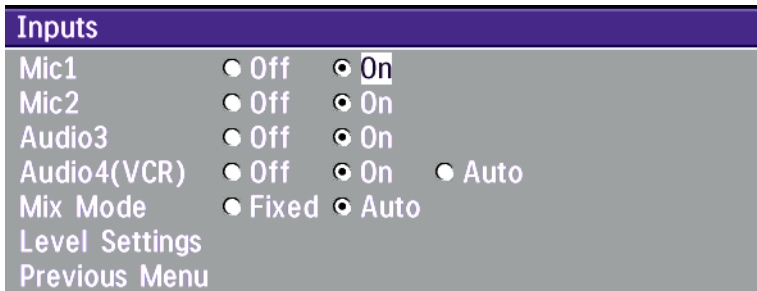 Inputs
Mic1 Off On
Mic2 Off On
Audio3 Off On
Audio4(VCR) Off On Auto
Mix Mode Fixed Auto
Level Settings
Previous Menu